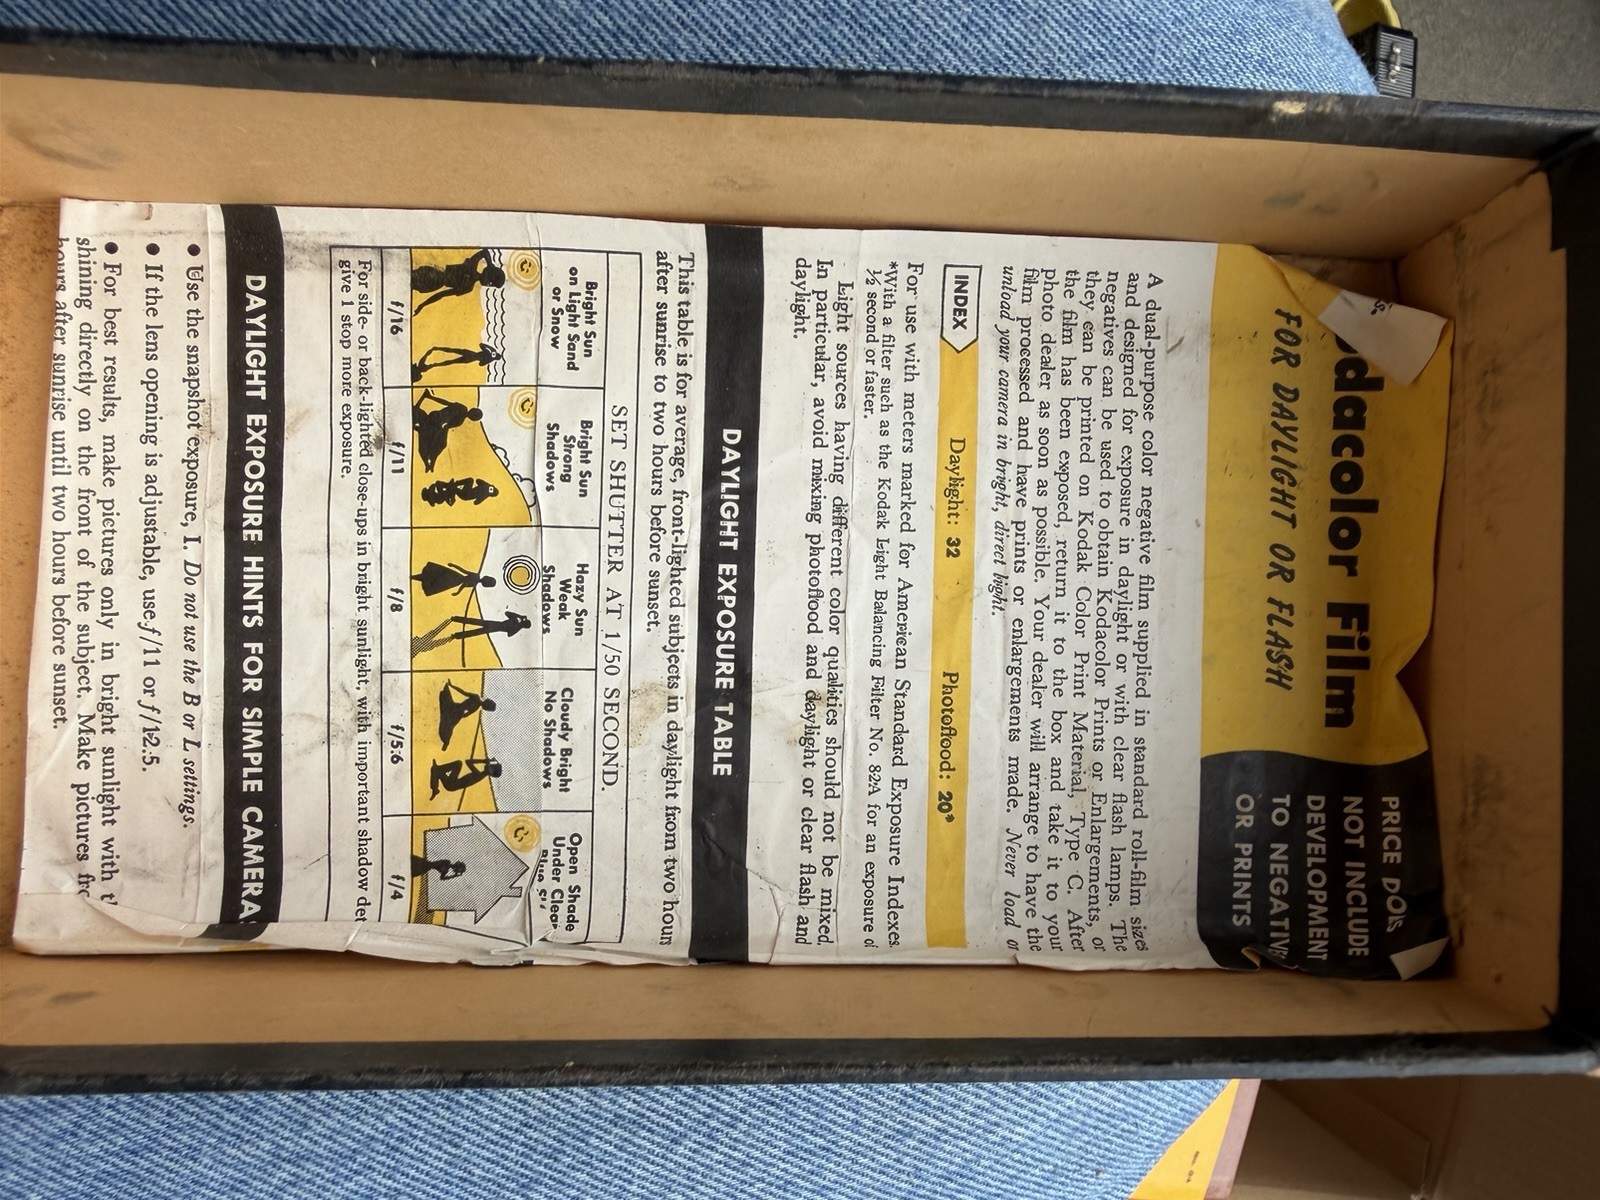 dacolor Film
FOR DAYLIGHT OR FLASH
PRICE DOES
NOT INCLUDE
DEVELOPMENT
TO NEGATIVES
OR PRINTS
A dual-purpose color negative film supplied in standard roll-film sizes
and designed for exposure in daylight or with clear flash lamps. The
negatives can be used to obtain Kodacolor Prints or Enlargements, or
they can be printed on Kodak Color Print Material, Type C. After
the film has been exposed, return it to the box and take it to your
photo dealer as soon as possible. Your dealer will arrange to have the
film processed and have prints or enlargements made. Never load or
unload your camera in bright, direct light.
INDEX Daylight: 32 Photoflood: 20*
For use with meters marked for American Standard Exposure Indexes.
*With a filter such as the Kodak Light Balancing Filter No. 82A for an exposure of
½ second or faster.
Light sources having different color qualities should not be mixed.
In particular, avoid mixing photoflood and daylight or clear flash and
daylight.
DAYLIGHT EXPOSURE TABLE
This table is for average, front-lighted subjects in daylight from two hours
after sunrise to two hours before sunset.
SET SHUTTER AT 1/50 SECOND.
Bright Sun
on Light Sand
or Snow
Bright Sun
Strong
Shadows
Hazy Sun
Weak
Shadows
Cloudy Bright
No Shadows
Open Shade
Under Clear
f/16
f/11
f/8
f/5.6
f/4
For side- or back-lighted close-ups in bright sunlight, with important shadow det
give 1 stop more exposure.
DAYLIGHT EXPOSURE HINTS FOR SIMPLE CAMERAS
● Use the snapshot exposure, I. Do not use the B or L settings.
● If the lens opening is adjustable, use f/11 or f/12.5.
● For best results, make pictures only in bright sunlight with t
shining directly on the front of the subject. Make pictures fr
hours after sunrise until two hours before sunset.